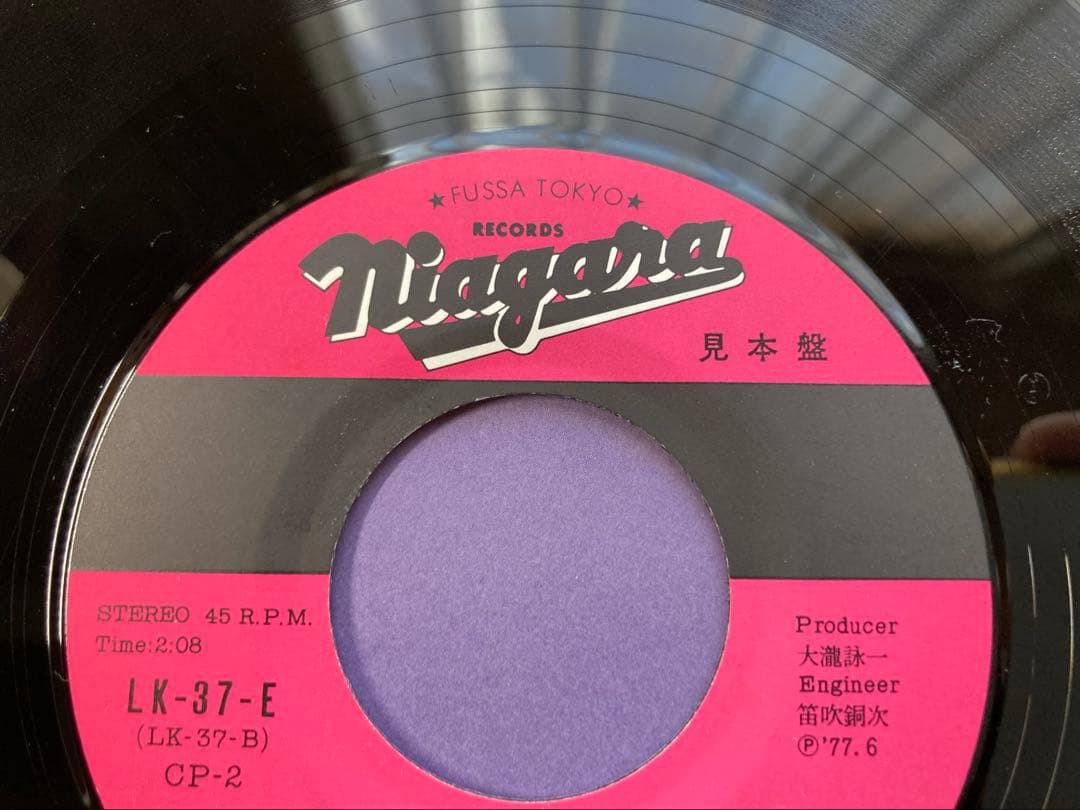 ★FUSSA TOKYO★
RECORDS
Niagara
見本盤
STEREO 45 R.P.M.
Time:2:08
LK-37-E
(LK-37-B)
CP-2
Producer
大瀧詠一
Engineer
笛吹銅次
Ⓟ'77.6